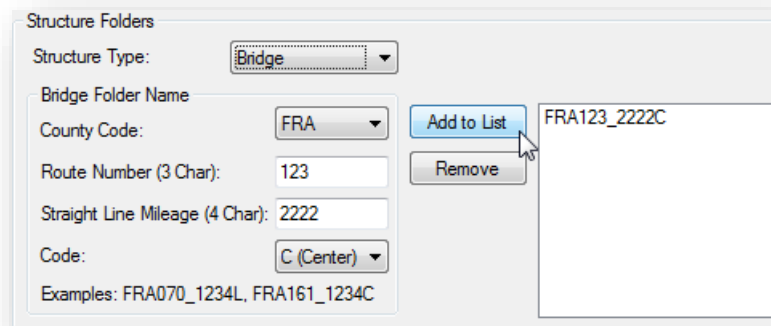 Structure Folders
Structure Type: Bridge
Bridge Folder Name
County Code: FRA
Route Number (3 Char): 123
Straight Line Mileage (4 Char): 2222
Code: C (Center)
Examples: FRA070_1234L, FRA161_1234C
Add to List
Remove
FRA123_2222C